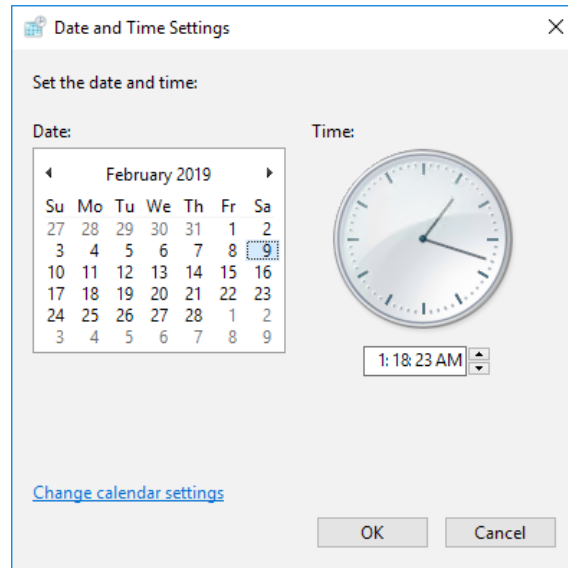 Date and Time Settings
Set the date and time:
Date:
Time:
February 2019
Su Mo Tu We Th Fr Sa
27 28 29 30 31 1 2
3 4 5 6 7 8 9
10 11 12 13 14 15 16
17 18 19 20 21 22 23
24 25 26 27 28 1 2
3 4 5 6 7 8 9
1:18:23 AM
Change calendar settings
OK
Cancel